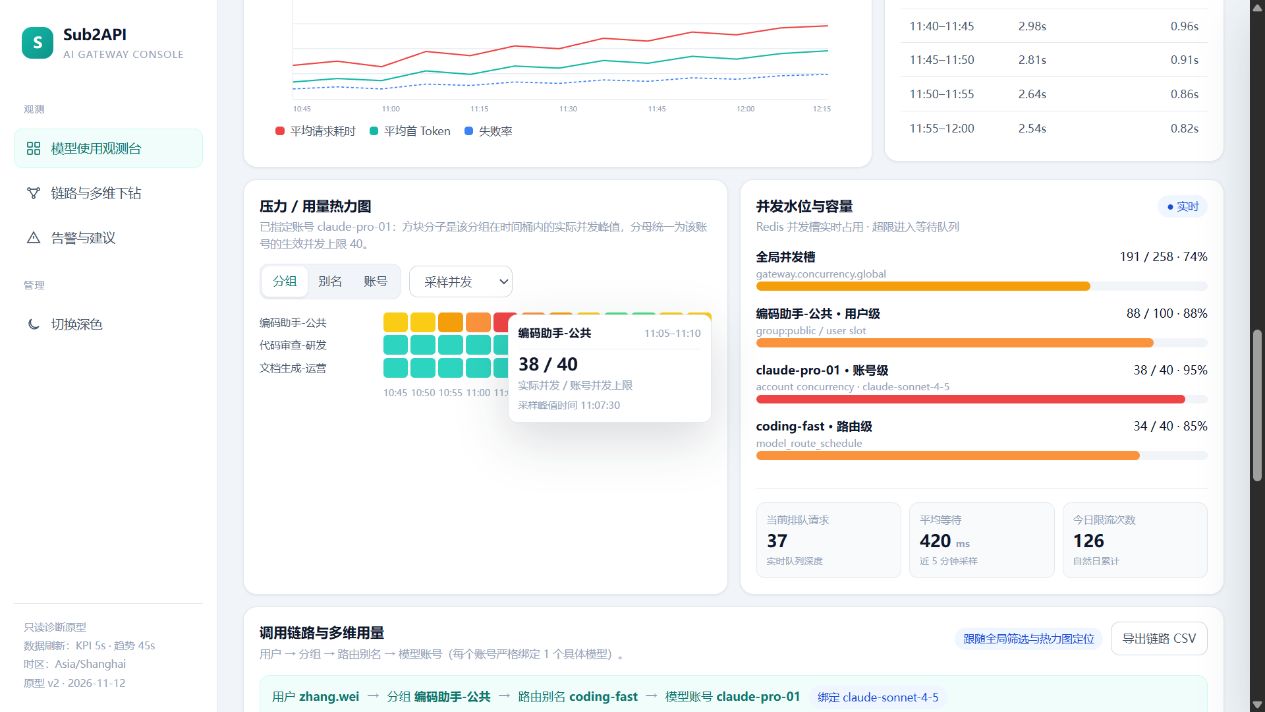 S
Sub2API
AI GATEWAY CONSOLE
观测
模型使用观测台
链路与多维下钻
告警与建议
管理
切换深色
只读诊断原型
数据刷新：KPI 5s · 趋势 45s
时区：Asia/Shanghai
原型 v2 · 2026-11-12
10:45 11:00 11:15 11:30 11:45 12:00 12:15
平均请求耗时 平均首 Token 失败率
11:40–11:45 2.98s 0.96s
11:45–11:50 2.81s 0.91s
11:50–11:55 2.64s 0.86s
11:55–12:00 2.54s 0.82s
压力 / 用量热力图
已指定账号 claude-pro-01；方块分子是该分组在时间桶内的实际并发峰值，分母统一为该账
号的生效并发上限 40。
分组 别名 账号 采样并发
编码助手-公共
代码审查-研发
文档生成-运营
10:45 10:50 10:55 11:00
编码助手-公共 11:05–11:10
38 / 40
实际并发 / 账号并发上限
采样峰值时间 11:07:30
并发水位与容量
实时
Redis 并发槽实时占用 · 超限进入等待队列
全局并发槽 191 / 258 · 74%
gateway.concurrency.global
编码助手-公共 • 用户级 88 / 100 · 88%
group:public / user slot
claude-pro-01 • 账号级 38 / 40 · 95%
account concurrency · claude-sonnet-4-5
coding-fast • 路由级 34 / 40 · 85%
model_route_schedule
当前排队请求
37
实时队列深度
平均等待
420 ms
近 5 分钟采样
今日限流次数
126
自然日累计
调用链路与多维用量
用户 → 分组 → 路由别名 → 模型账号（每个账号严格绑定 1 个具体模型）。
跟随全局筛选与热力图定位
导出链路 CSV
用户 zhang.wei → 分组 编码助手-公共 → 路由别名 coding-fast → 模型账号 claude-pro-01 绑定 claude-sonnet-4-5